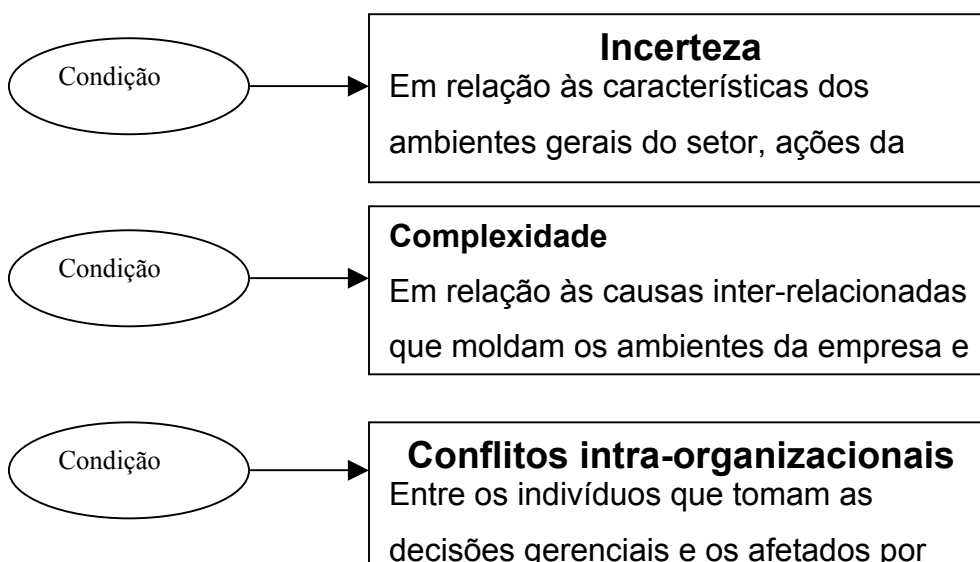 Condição
Incerteza
Em relação às características dos
ambientes gerais do setor, ações da
Condição
Complexidade
Em relação às causas inter-relacionadas
que moldam os ambientes da empresa e
Condição
Conflitos intra-organizacionais
Entre os indivíduos que tomam as
decisões gerenciais e os afetados por